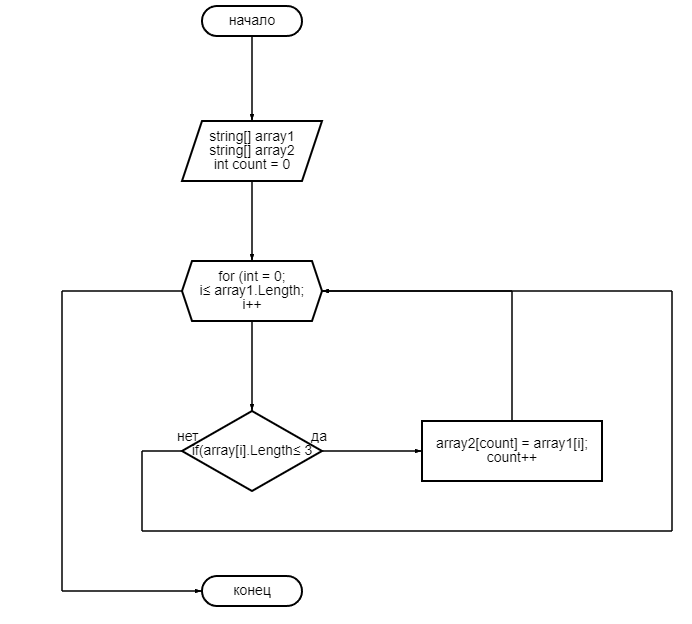 начало
string[] array1
string[] array2
int count = 0
for (int = 0;
i≤ array1.Length;
i++
нет
да
if(array[i].Length≤ 3
array2[count] = array1[i];
count++
конец